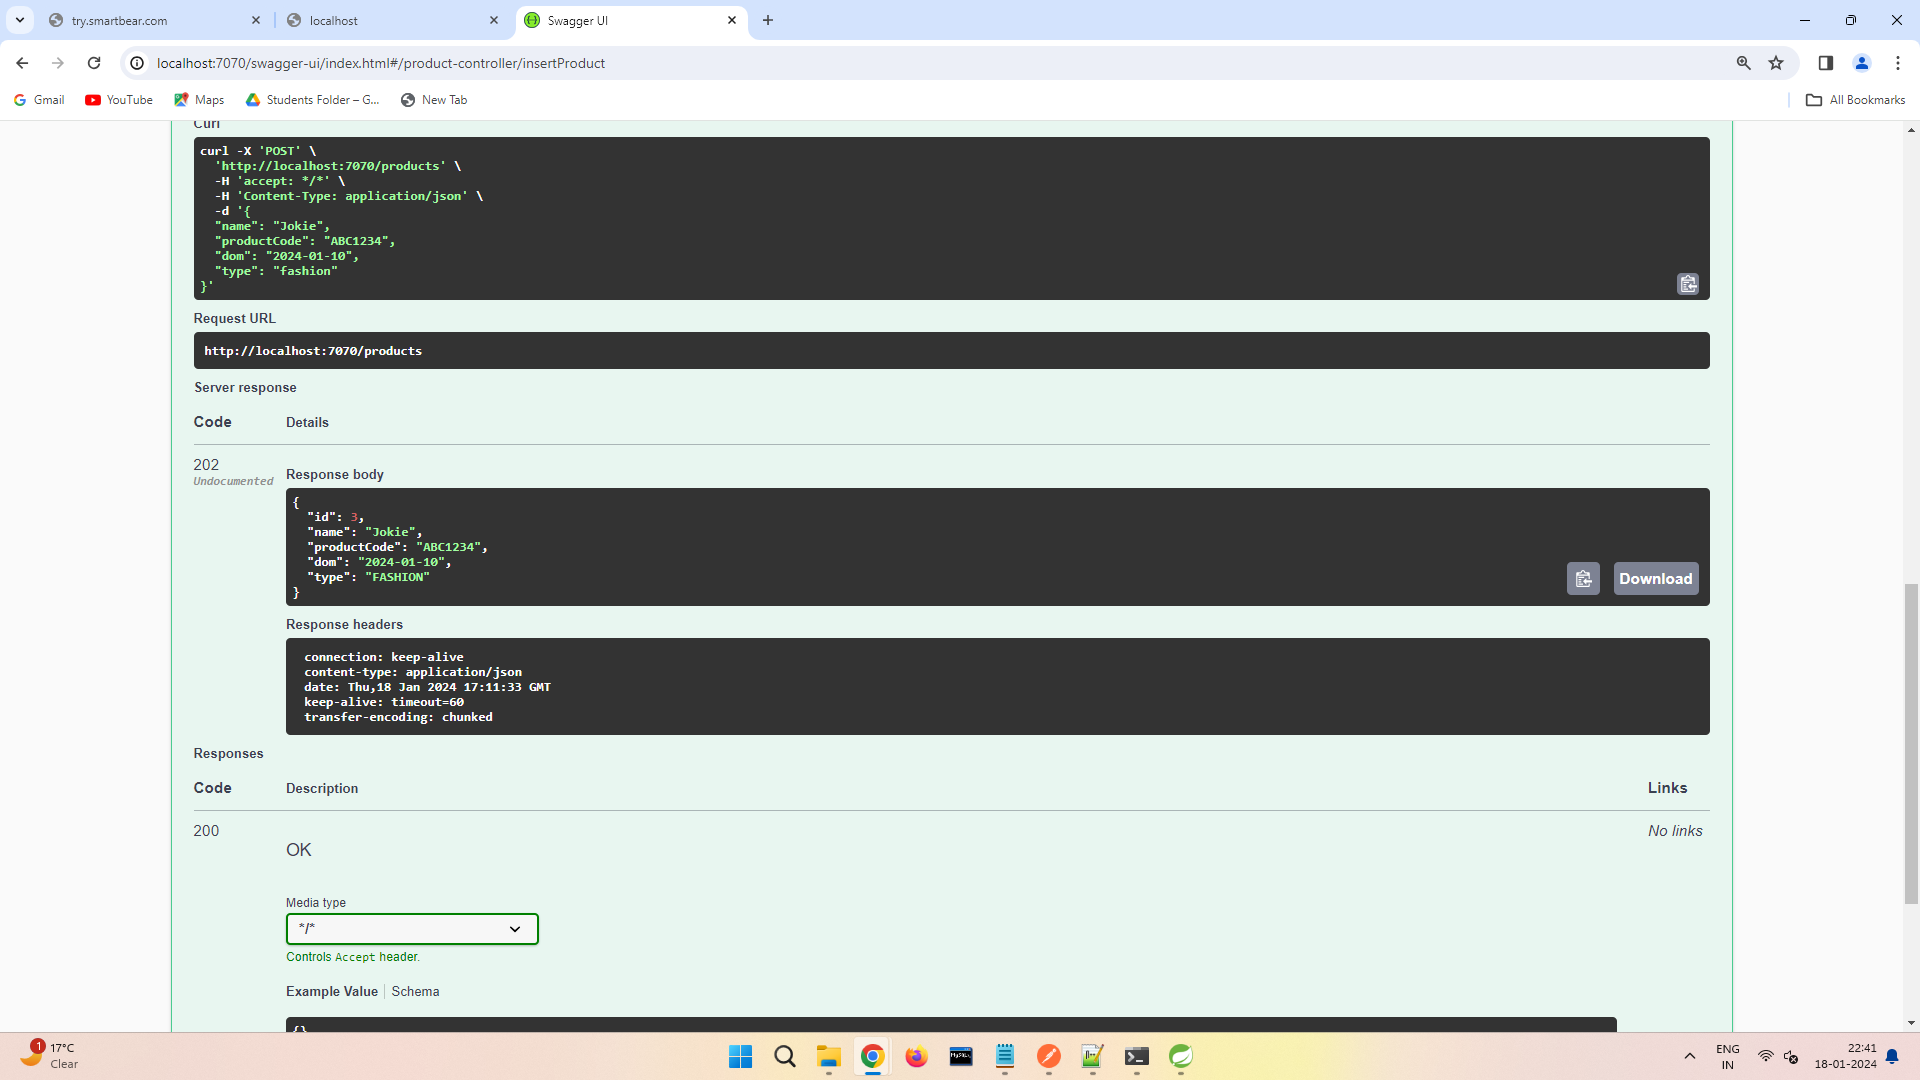 try.smartbear.com
localhost
Swagger UI
localhost:7070/swagger-ui/index.html#/product-controller/insertProduct
Gmail
YouTube
Maps
Students Folder – G...
New Tab
All Bookmarks
Curl
curl -X 'POST' \
'http://localhost:7070/products' \
-H 'accept: */*' \
-H 'Content-Type: application/json' \
-d '{
"name": "Jokie",
"productCode": "ABC1234",
"dom": "2024-01-10",
"type": "fashion"
}'
Request URL
http://localhost:7070/products
Server response
Code Details
202
Undocumented
Response body
{
"id": 3,
"name": "Jokie",
"productCode": "ABC1234",
"dom": "2024-01-10",
"type": "FASHION"
}
Download
Response headers
connection: keep-alive
content-type: application/json
date: Thu,18 Jan 2024 17:11:33 GMT
keep-alive: timeout=60
transfer-encoding: chunked
Responses
Code Description Links
200 No links
OK
Media type
*/*
Controls Accept header.
Example Value Schema
{}
1
17°C
Clear
MySQL
ENG
IN
22:41
18-01-2024